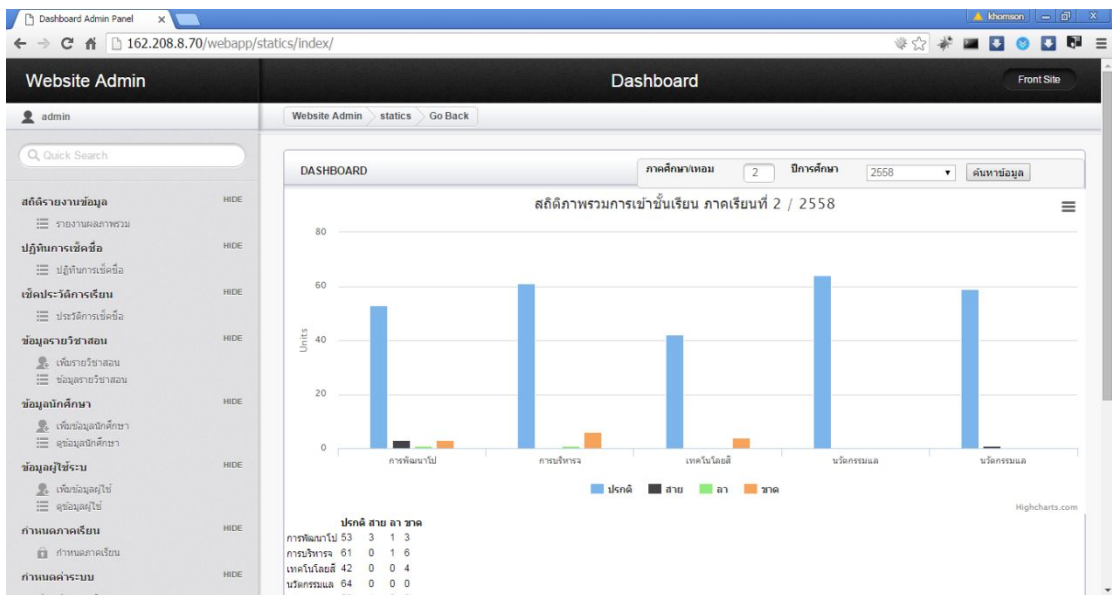 Dashboard Admin Panel
khomson
162.208.8.70/webapp/statics/index/
Website Admin
Dashboard
Front Site
admin
Website Admin
statics
Go Back
Quick Search
สถิติรายงานข้อมูล
HIDE
รายงานผลภาพรวม
ปฏิทินการเช็คชื่อ
HIDE
ปฏิทินการเช็คชื่อ
เช็คประวัติการเรียน
HIDE
ประวัติการเช็คชื่อ
ข้อมูลรายวิชาสอน
HIDE
เพิ่มรายวิชาสอน
ข้อมูลรายวิชาสอน
ข้อมูลนักศึกษา
HIDE
เพิ่มข้อมูลนักศึกษา
ดูข้อมูลนักศึกษา
ข้อมูลผู้ใช้ระบ
HIDE
เพิ่มข้อมูลผู้ใช้
ดูข้อมูลผู้ใช้
กำหนดภาคเรียน
HIDE
กำหนดภาคเรียน
กำหนดค่าระบบ
HIDE
DASHBOARD
ภาคศึกษา/เทอม
2
ปีการศึกษา
2558
ค้นหาข้อมูล
สถิติภาพรวมการเข้าชั้นเรียน ภาคเรียนที่ 2 / 2558
80
60
40
20
0
Units
การพัฒนาโป
การบริหารจ
เทคโนโลยีสื
นวัตกรรมแล
นวัตกรรมแล
ปรกติ สาย ลา ขาด
Highcharts.com
ปรกติ สาย ลา ขาด
การพัฒนาโป 53 3 1 3
การบริหารจ 61 0 1 6
เทคโนโลยีสื 42 0 0 4
นวัตกรรมแล 64 0 0 0